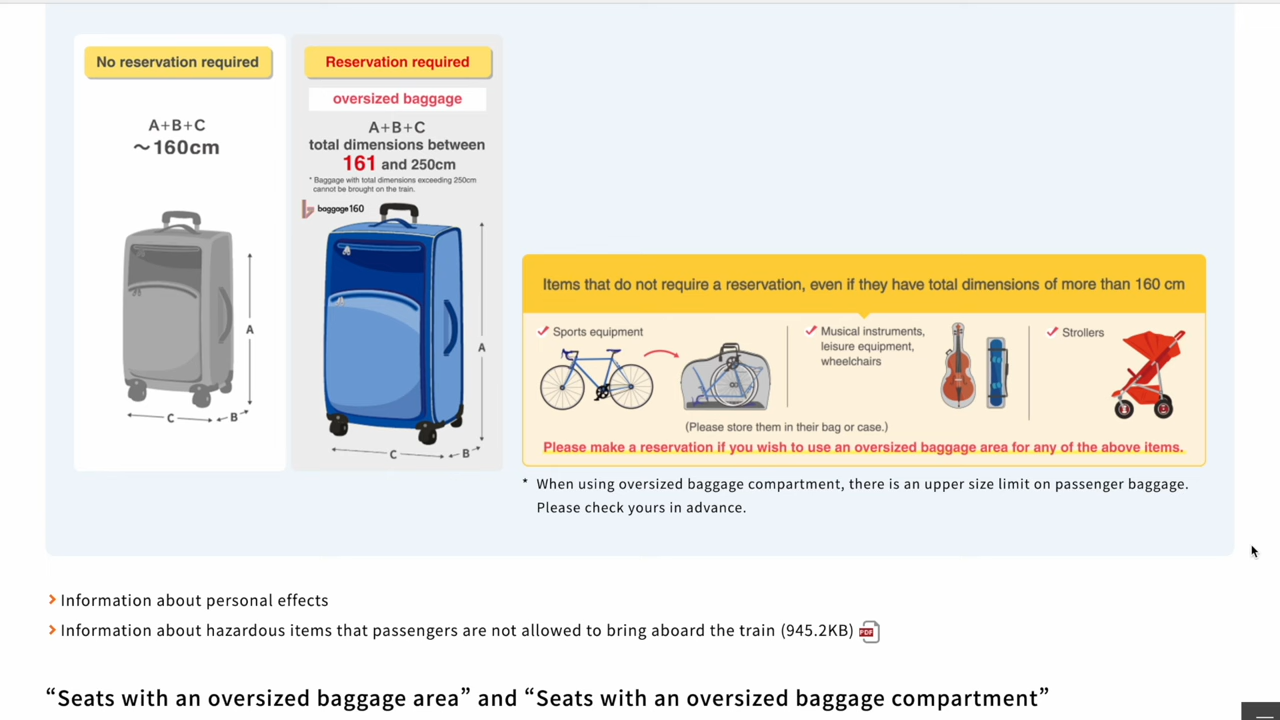 No reservation required
A+B+C
～160cm
A
C
B
Reservation required
oversized baggage
A+B+C
total dimensions between
161 and 250cm
* Baggage with total dimensions exceeding 250cm
cannot be brought on the train.
baggage160
A
C
B
Items that do not require a reservation, even if they have total dimensions of more than 160 cm
Sports equipment
Musical instruments,
leisure equipment,
wheelchairs
Strollers
(Please store them in their bag or case.)
Please make a reservation if you wish to use an oversized baggage area for any of the above items.
* When using oversized baggage compartment, there is an upper size limit on passenger baggage.
Please check yours in advance.
Information about personal effects
Information about hazardous items that passengers are not allowed to bring aboard the train (945.2KB)
PDF
“Seats with an oversized baggage area” and “Seats with an oversized baggage compartment”